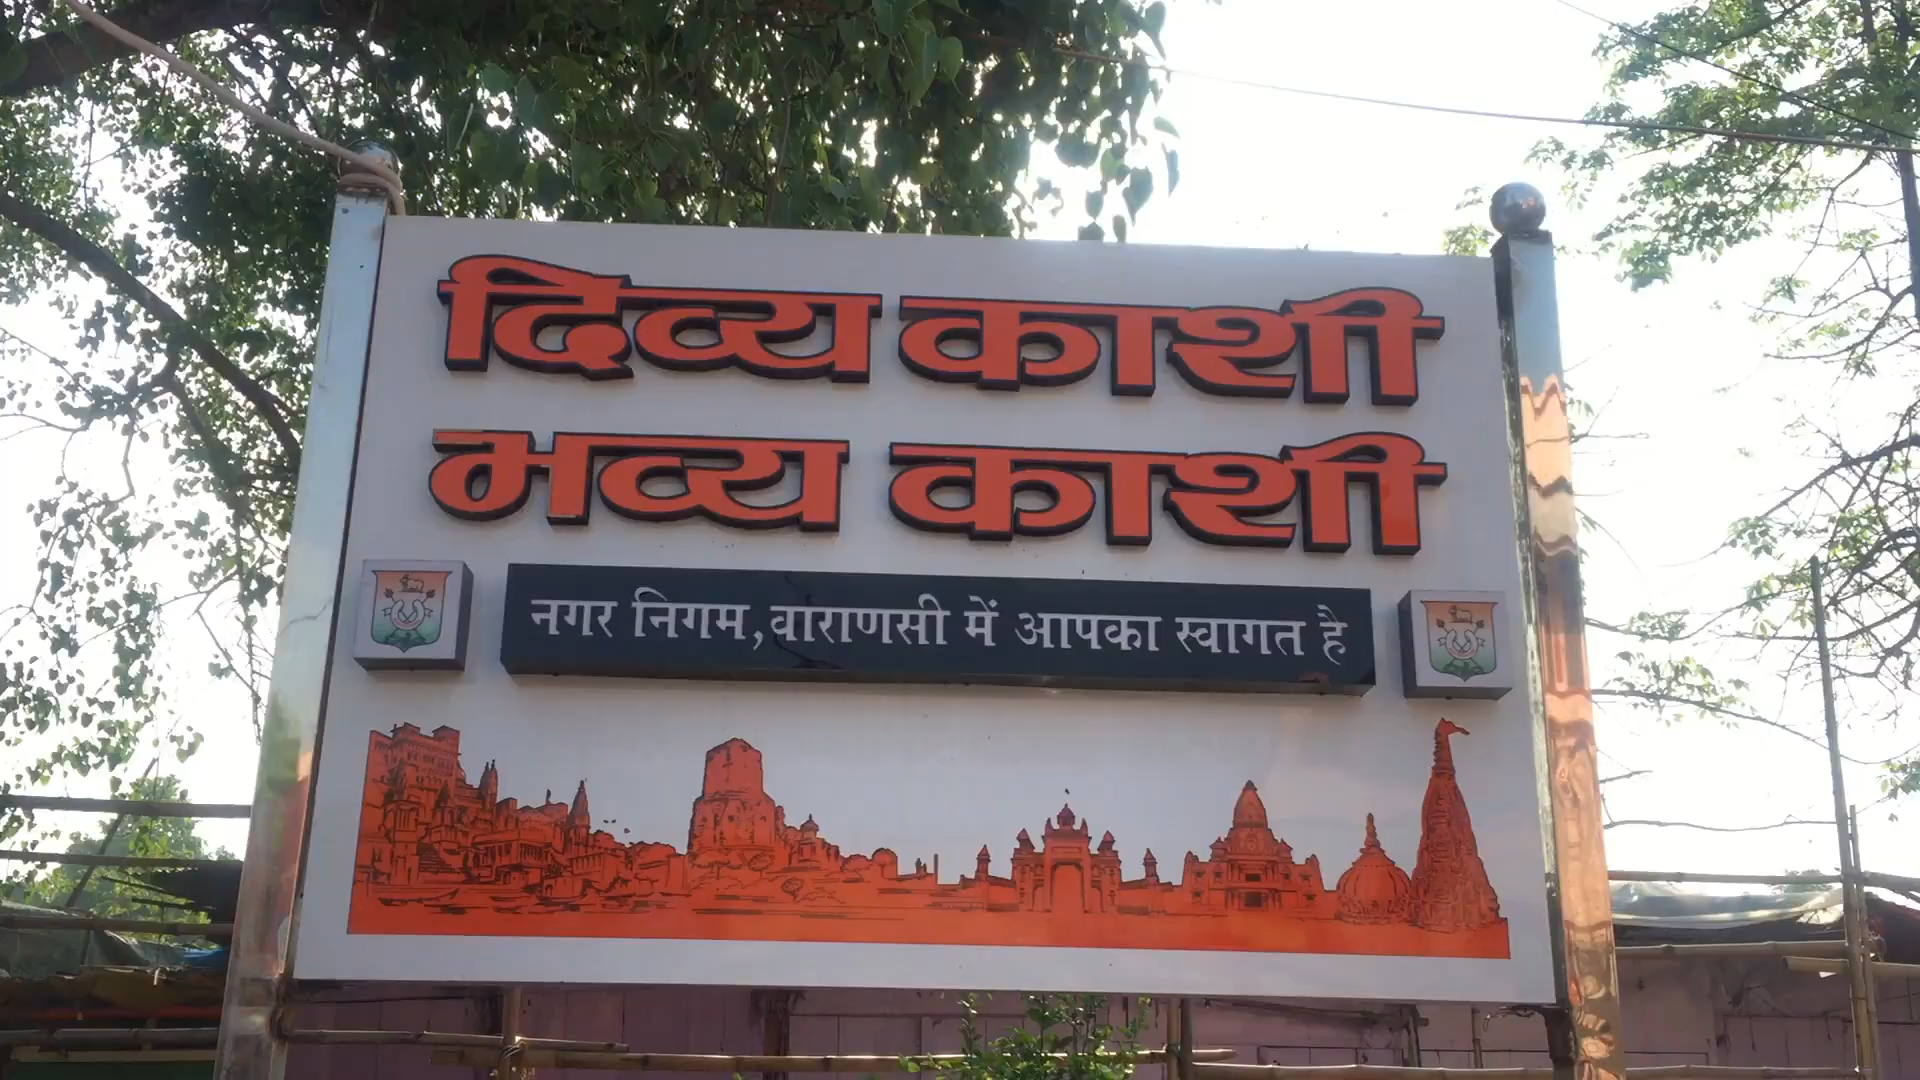 दिव्य काशी
भव्य काशी
नगर निगम,वाराणसी में आपका स्वागत है